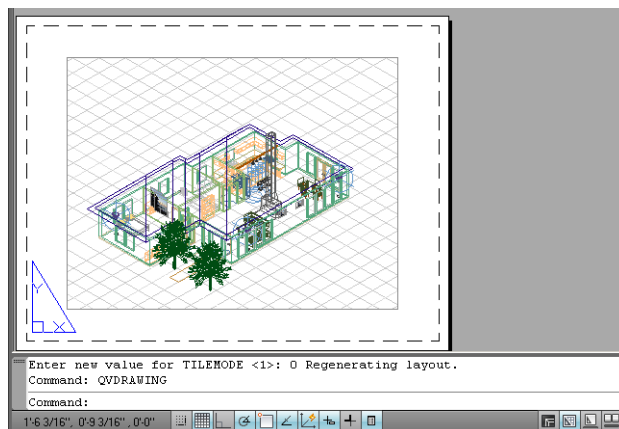 Y
X
Enter new value for TILEMODE <1>: 0 Regenerating layout.
Command: QVDRAWING
Command:
1'-6 3/16", 0'-9 3/16" , 0'-0"